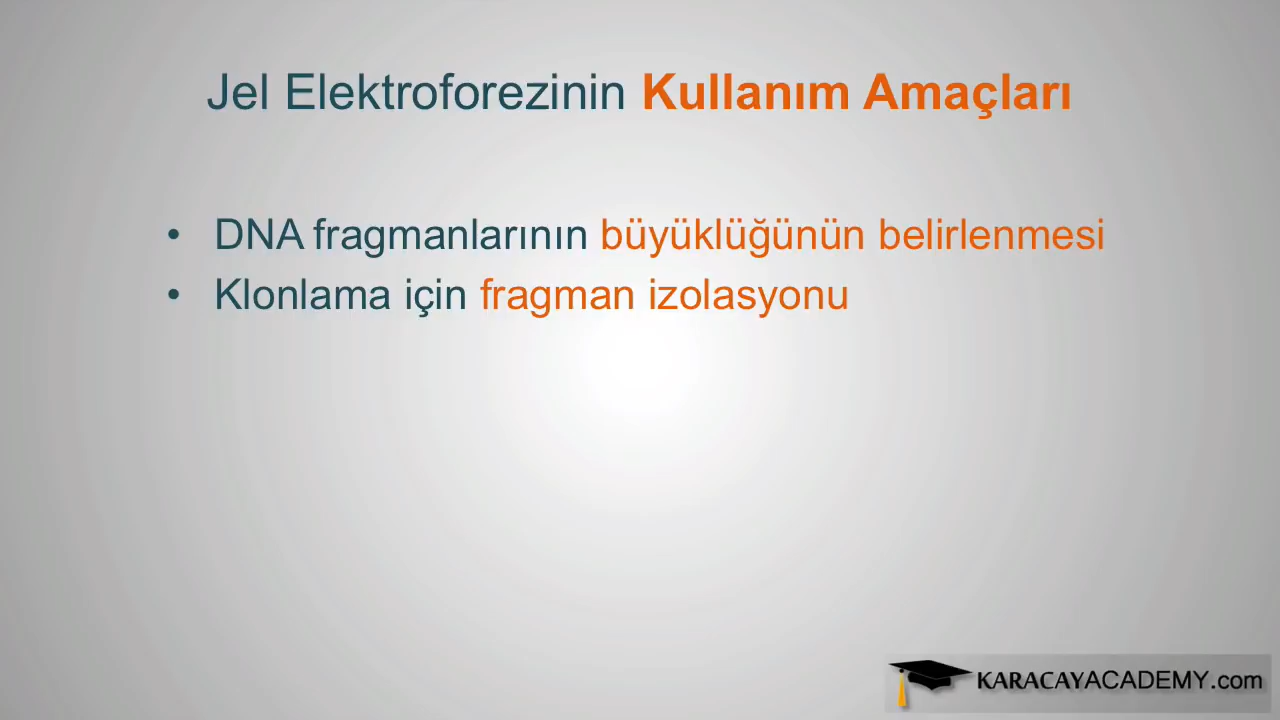 Jel Elektroforezinin Kullanım Amaçları
• DNA fragmanlarının büyüklüğünün belirlenmesi
• Klonlama için fragman izolasyonu
KARACAYACADEMY.com